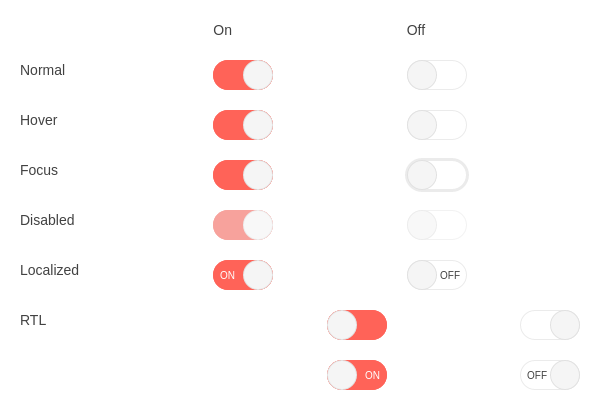 On Off
Normal
Hover
Focus
Disabled
Localized ON OFF
RTL
ON OFF